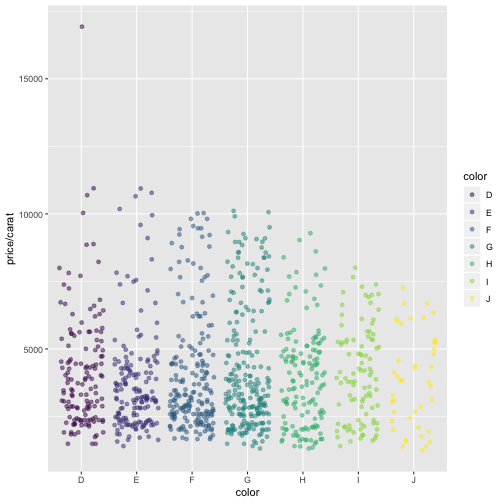 15000
10000
5000
price/carat
D E F G H I J
color
color
D
E
F
G
H
I
J